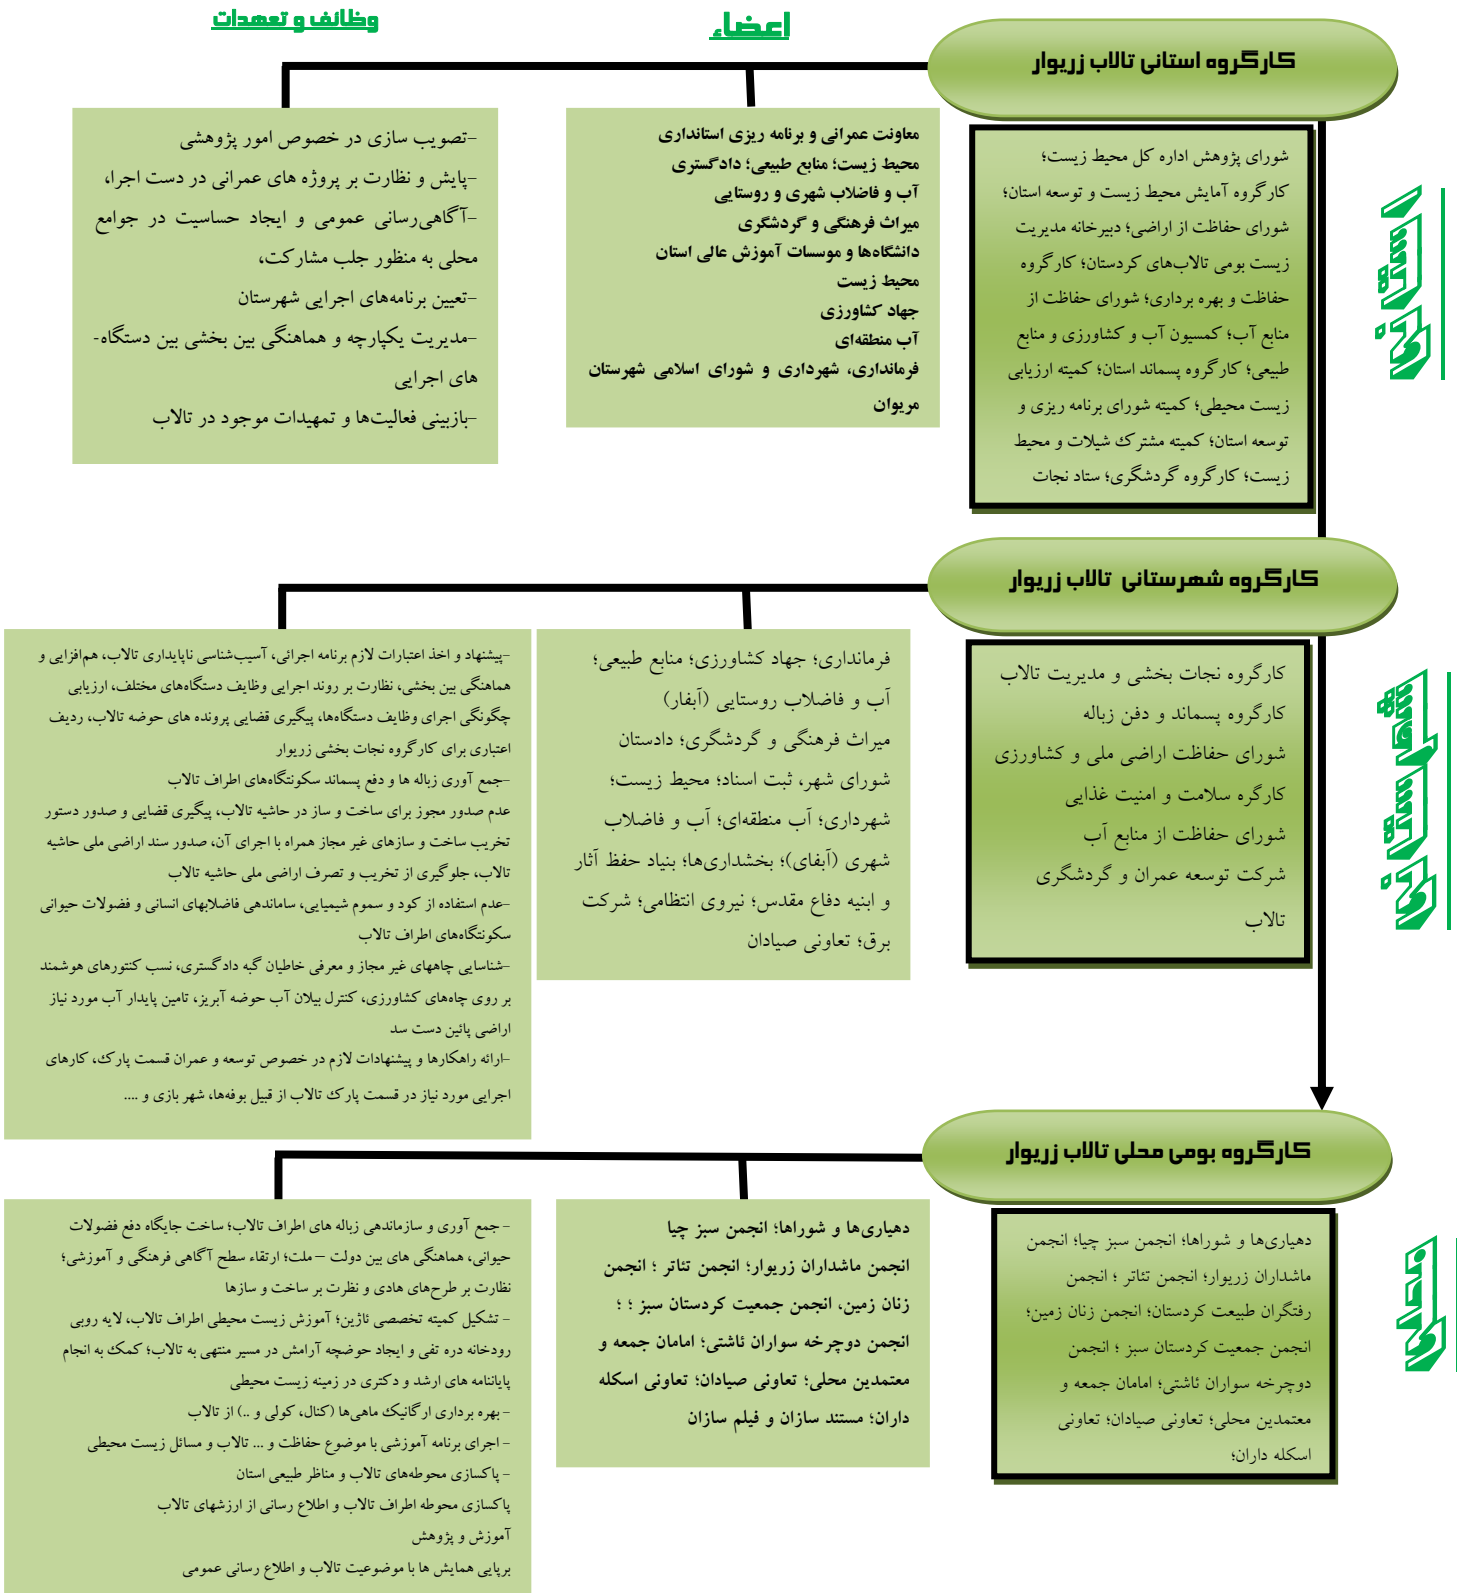 وظائف و تعهدات
اعضاء
کارگروه استانی تالاب زریوار
استانی
شورای پژوهش اداره کل محیط زیست؛
کارگروه آمایش محیط زیست و توسعه استان؛
شورای حفاظت از اراضی؛ دبیرخانه مدیریت
زیست بومی تالاب‌های کردستان؛ کارگروه
حفاظت و بهره برداری؛ شورای حفاظت از
منابع آب؛ کمسیون آب و کشاورزی و منابع
طبیعی؛ کارگروه پسماند استان؛ کمیته ارزیابی
زیست محیطی؛ کمیته شورای برنامه ریزی و
توسعه استان؛ کمیته مشترک شیلات و محیط
زیست؛ کارگروه گردشگری؛ ستاد نجات
معاونت عمرانی و برنامه ریزی استانداری
محیط زیست؛ منابع طبیعی؛ دادگستری
آب و فاضلاب شهری و روستایی
میراث فرهنگی و گردشگری
دانشگاه‌ها و موسسات آموزش عالی استان
محیط زیست
جهاد کشاورزی
آب منطقه‌ای
فرمانداری، شهرداری و شورای اسلامی شهرستان
مریوان
-تصویب سازی در خصوص امور پژوهشی
-پایش و نظارت بر پروژه های عمرانی در دست اجرا،
-آگاهی‌رسانی عمومی و ایجاد حساسیت در جوامع
محلی به منظور جلب مشارکت،
-تعیین برنامه‌های اجرایی شهرستان
-مدیریت یکپارچه و هماهنگی بین بخشی بین دستگاه-
های اجرایی
-بازبینی فعالیت‌ها و تمهیدات موجود در تالاب
کارگروه شهرستانی تالاب زریوار
شهرستانی
کارگروه نجات بخشی و مدیریت تالاب
کارگروه پسماند و دفن زباله
شورای حفاظت اراضی ملی و کشاورزی
کارگره سلامت و امنیت غذایی
شورای حفاظت از منابع آب
شرکت توسعه عمران و گردشگری
تالاب
فرمانداری؛ جهاد کشاورزی؛ منابع طبیعی؛
آب و فاضلاب روستایی (آبفار)
میراث فرهنگی و گردشگری؛ دادستان
شورای شهر، ثبت اسناد؛ محیط زیست؛
شهرداری؛ آب منطقه‌ای؛ آب و فاضلاب
شهری (آبفای)؛ بخشداری‌ها؛ بنیاد حفظ آثار
و ابنیه دفاع مقدس؛ نیروی انتظامی؛ شرکت
برق؛ تعاونی صیادان
-پیشنهاد و اخذ اعتبارات لازم برنامه اجرائی، آسیب‌شناسی ناپایداری تالاب، هم‌افزایی و
هماهنگی بین بخشی، نظارت بر روند اجرایی وظایف دستگاه‌های مختلف، ارزیابی
چگونگی اجرای وظایف دستگاه‌ها، پیگیری قضایی پرونده های حوضه تالاب، ردیف
اعتباری برای کارگروه نجات بخشی زریوار
-جمع آوری زباله ها و دفع پسماند سکونتگاه‌های اطراف تالاب
عدم صدور مجوز برای ساخت و ساز در حاشیه تالاب، پیگیری قضایی و صدور دستور
تخریب ساخت و سازهای غیر مجاز همراه با اجرای آن، صدور سند اراضی ملی حاشیه
تالاب، جلوگیری از تخریب و تصرف اراضی ملی حاشیه تالاب
-عدم استفاده از کود و سموم شیمیایی، ساماندهی فاضلابهای انسانی و فضولات حیوانی
سکونتگاه‌های اطراف تالاب
-شناسایی چاههای غیر مجاز و معرفی خاطیان گبه دادگستری، نسب کنتورهای هوشمند
بر روی چاه‌های کشاورزی، کنترل بیلان آب حوضه آبریز، تامین پایدار آب مورد نیاز
اراضی پائین دست سد
-ارائه راهکارها و پیشنهادات لازم در خصوص توسعه و عمران قسمت پارک، کارهای
اجرایی مورد نیاز در قسمت پارک تالاب از قبیل بوفه‌ها، شهر بازی و ....
کارگروه بومی محلی تالاب زریوار
محلی
دهیاری‌ها و شوراها؛ انجمن سبز چیا؛ انجمن
ماشداران زریوار؛ انجمن تئاتر ؛ انجمن
رفتگران طبیعت کردستان؛ انجمن زنان زمین؛
انجمن جمعیت کردستان سبز ؛ انجمن
دوچرخه سواران ئاشتی؛ امامان جمعه و
معتمدین محلی؛ تعاونی صیادان؛ تعاونی
اسکله داران؛
دهیاری‌ها و شوراها؛ انجمن سبز چیا
انجمن ماشداران زریوار؛ انجمن تئاتر ؛ انجمن
زنان زمین، انجمن جمعیت کردستان سبز ؛ ؛
انجمن دوچرخه سواران ئاشتی؛ امامان جمعه و
معتمدین محلی؛ تعاونی صیادان؛ تعاونی اسکله
داران؛ مستند سازان و فیلم سازان
- جمع آوری و سازماندهی زباله های اطراف تالاب؛ ساخت جایگاه دفع فضولات
حیوانی، هماهنگی های بین دولت – ملت؛ ارتقاء سطح آگاهی فرهنگی و آموزشی؛
نظارت بر طرح‌های هادی و نظرت بر ساخت و سازها
- تشکیل کمیته تخصصی ئاژین؛ آموزش زیست محیطی اطراف تالاب، لایه روبی
رودخانه دره تفی و ایجاد حوضچه آرامش در مسیر منتهی به تالاب؛ کمک به انجام
پایاننامه های ارشد و دکتری در زمینه زیست محیطی
- بهره برداری ارگانیک ماهی‌ها (کنال، کولی و ..) از تالاب
- اجرای برنامه آموزشی با موضوع حفاظت و ... تالاب و مسائل زیست محیطی
- پاکسازی محوطه‌های تالاب و مناظر طبیعی استان
پاکسازی محوطه اطراف تالاب و اطلاع رسانی از ارزشهای تالاب
آموزش و پژوهش
برپایی همایش ها با موضوعیت تالاب و اطلاع رسانی عمومی